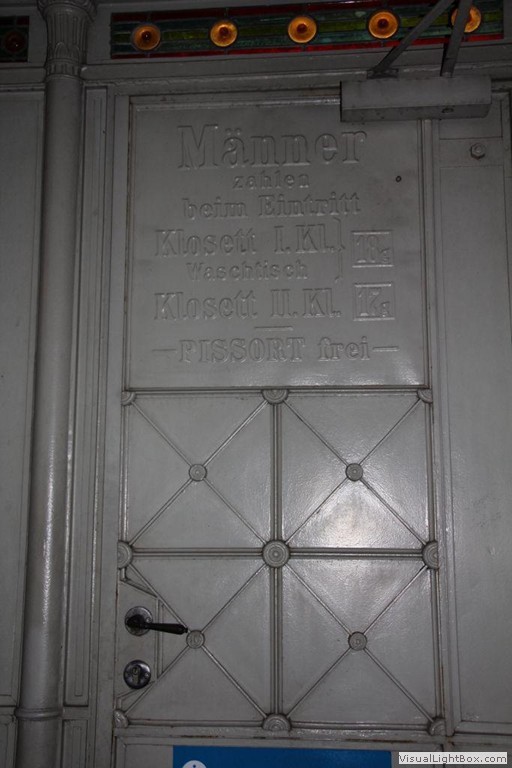 Männer
zahlen
beim Eintritt
Klosett I. Kl.
Waschtisch
Klosett II. Kl.
PISSORT frei
VisualLightBox.com